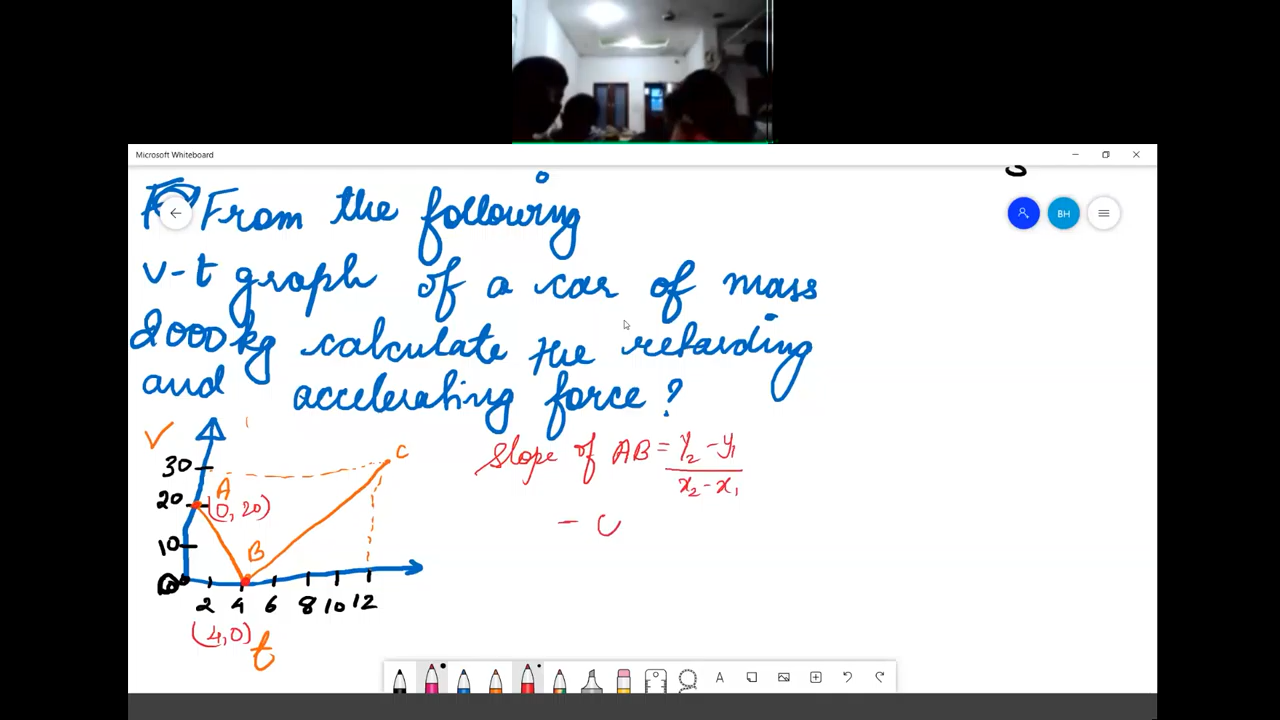 Microsoft Whiteboard
BH
From the following
v-t graph of a car of mass
2000 kg calculate the retarding
and accelerating force?
V
30
20
10
0
A
(0, 20)
B
C
2 4 6 8 10 12
(4,0)
t
Slope of AB = y₂ - y₁
x₂ - x₁
A